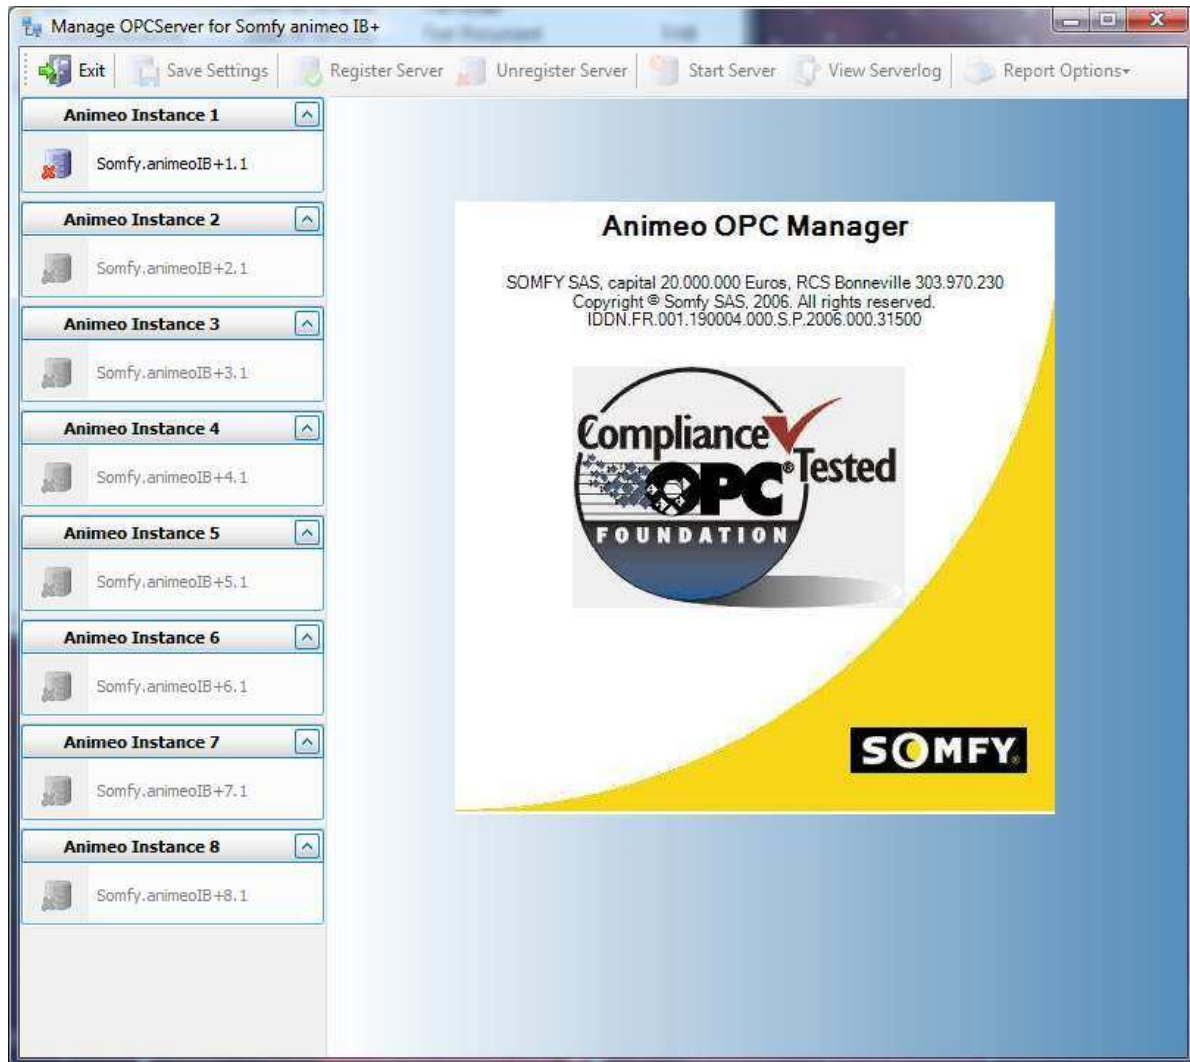 Manage OPCServer for Somfy animeo IB+
Exit Save Settings Register Server Unregister Server Start Server View Serverlog Report Options
Animeo Instance 1
Somfy.animeoIB+1.1
Animeo Instance 2
Somfy.animeoIB+2.1
Animeo Instance 3
Somfy.animeoIB+3.1
Animeo Instance 4
Somfy.animeoIB+4.1
Animeo Instance 5
Somfy.animeoIB+5.1
Animeo Instance 6
Somfy.animeoIB+6.1
Animeo Instance 7
Somfy.animeoIB+7.1
Animeo Instance 8
Somfy.animeoIB+8.1
Animeo OPC Manager
SOMFY SAS, capital 20.000.000 Euros, RCS Bonneville 303.970.230
Copyright © Somfy SAS, 2006. All rights reserved.
IDDN.FR.001.190004.000.S.P.2006.000.31500
Compliance
Tested
OPC®
FOUNDATION
SOMFY®